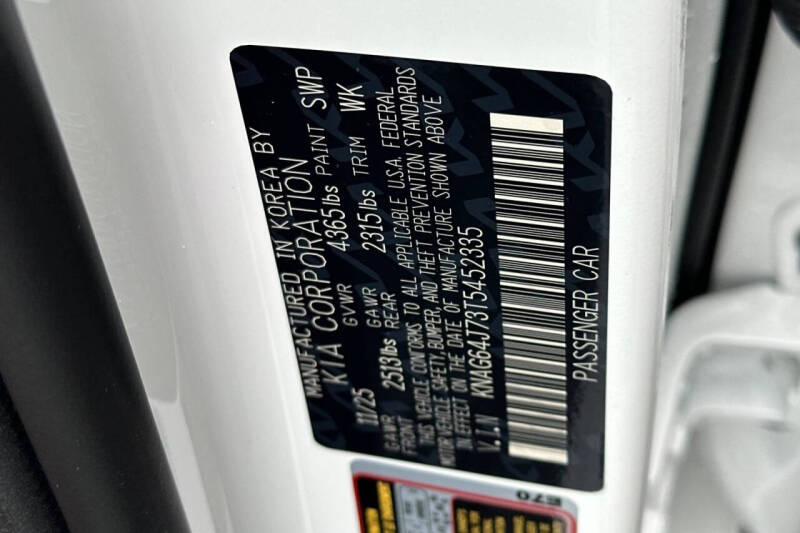 MANUFACTURED IN KOREA BY
KIA CORPORATION
11/25 GVWR 4365lbs PAINT SWP
GAWR FRONT 2513lbs GAWR REAR 2315lbs TRIM WK
THIS VEHICLE CONFORMS TO ALL APPLICABLE U.S.A. FEDERAL
MOTOR VEHICLE SAFETY, BUMPER, AND THEFT PREVENTION STANDARDS
IN EFFECT ON THE DATE OF MANUFACTURE SHOWN ABOVE
V.I.N KNAG64J73T5452335
PASSENGER CAR
E70